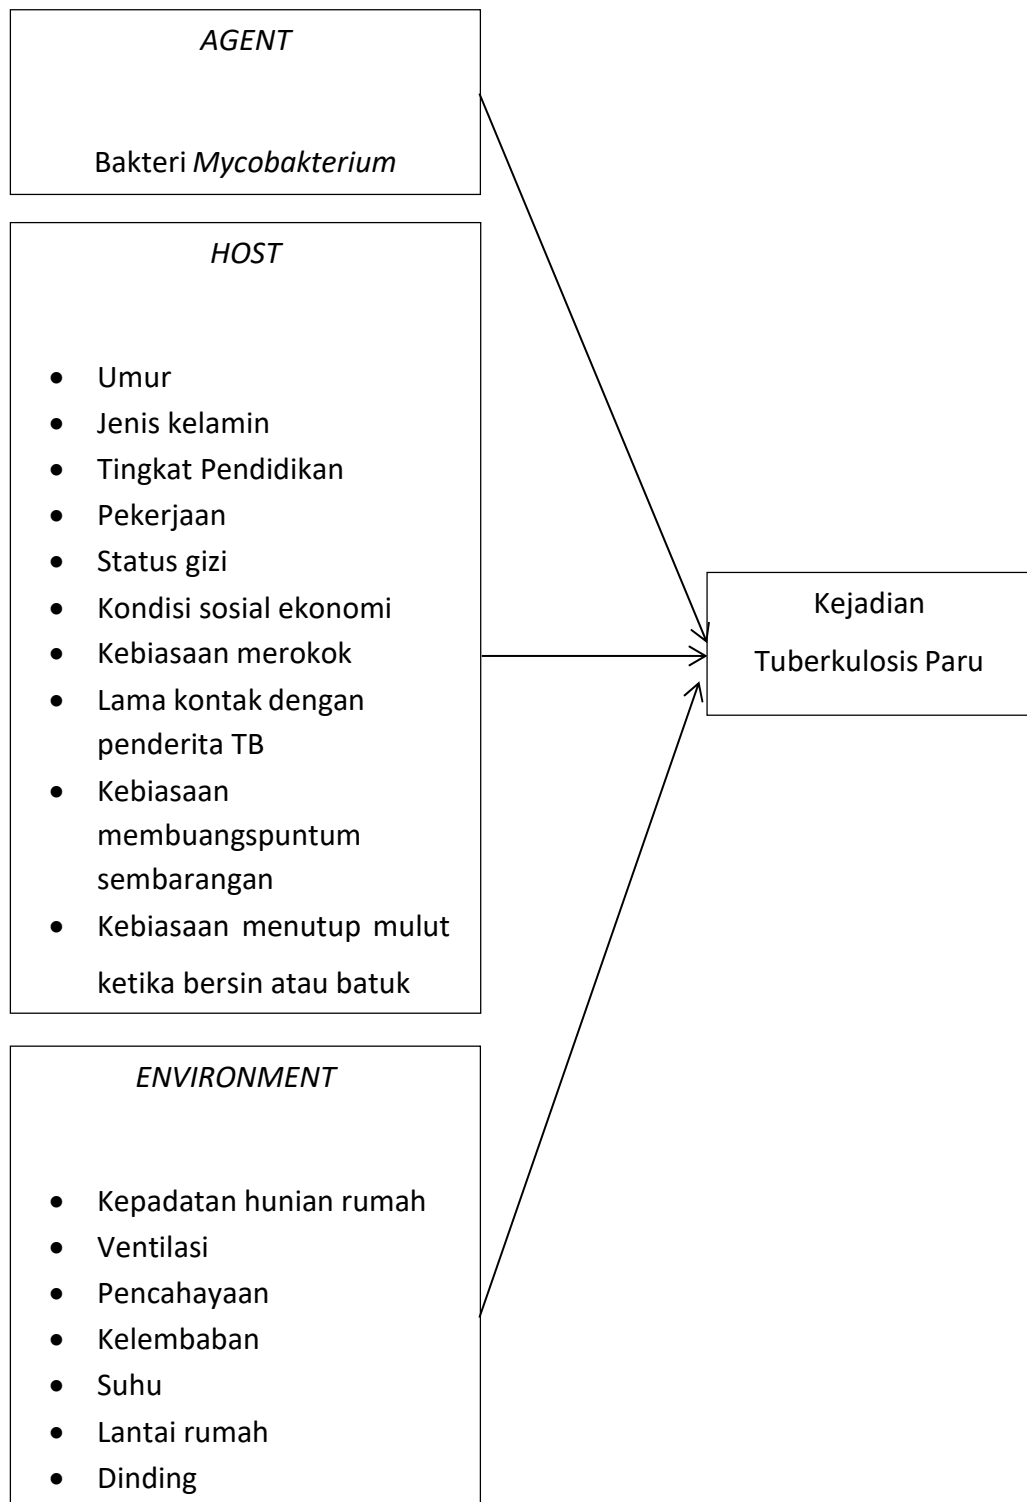 AGENT
Bakteri Mycobakterium
HOST
• Umur
• Jenis kelamin
• Tingkat Pendidikan
• Pekerjaan
• Status gizi
• Kondisi sosial ekonomi
• Kebiasaan merokok
• Lama kontak dengan
penderita TB
• Kebiasaan
membuangspuntum
sembarangan
• Kebiasaan menutup mulut
ketika bersin atau batuk
Kejadian
Tuberkulosis Paru
ENVIRONMENT
• Kepadatan hunian rumah
• Ventilasi
• Pencahayaan
• Kelembaban
• Suhu
• Lantai rumah
• Dinding